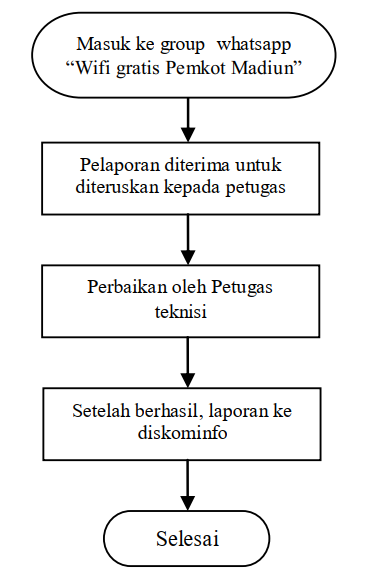 Masuk ke group  whatsapp
“Wifi gratis Pemkot Madiun”
Pelaporan diterima untuk
diteruskan kepada petugas
Perbaikan oleh Petugas
teknisi
Setelah berhasil, laporan ke
diskominfo
Selesai